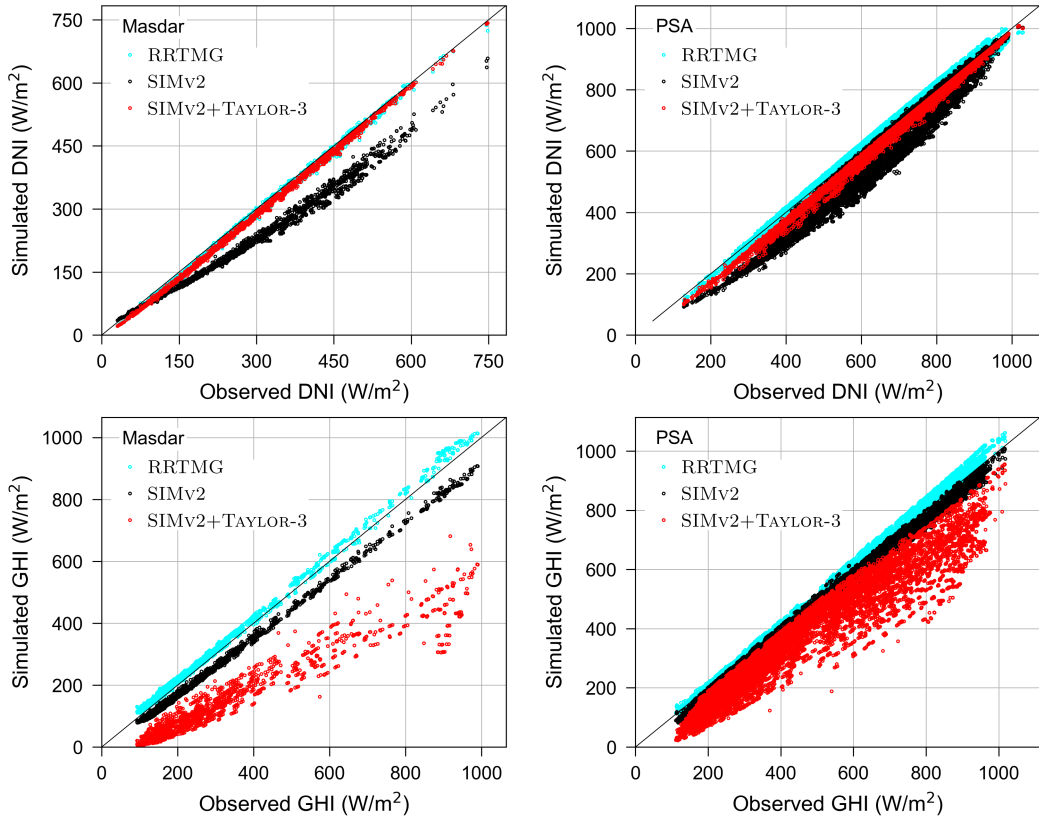 Masdar
RRTMG
SIMv2
SIMv2+TAYLOR-3
Simulated DNI (W/m²)
750
600
450
300
150
0
0 150 300 450 600 750
Observed DNI (W/m²)
PSA
RRTMG
SIMv2
SIMv2+TAYLOR-3
Simulated DNI (W/m²)
1000
800
600
400
200
0
0 200 400 600 800 1000
Observed DNI (W/m²)
Masdar
RRTMG
SIMv2
SIMv2+TAYLOR-3
Simulated GHI (W/m²)
1000
800
600
400
200
0
0 200 400 600 800 1000
Observed GHI (W/m²)
PSA
RRTMG
SIMv2
SIMv2+TAYLOR-3
Simulated GHI (W/m²)
1000
800
600
400
200
0
0 200 400 600 800 1000
Observed GHI (W/m²)